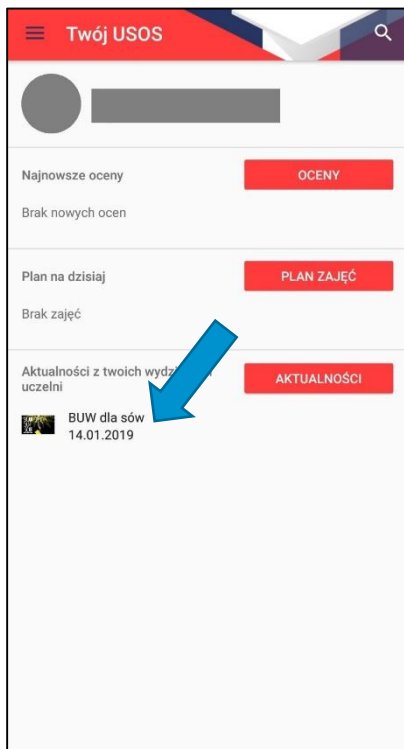 Twój USOS
Najnowsze oceny
OCENY
Brak nowych ocen
Plan na dzisiaj
PLAN ZAJĘĆ
Brak zajęć
Aktualności z twoich
uczelni
AKTUALNOŚCI
BUW dla sów
14.01.2019